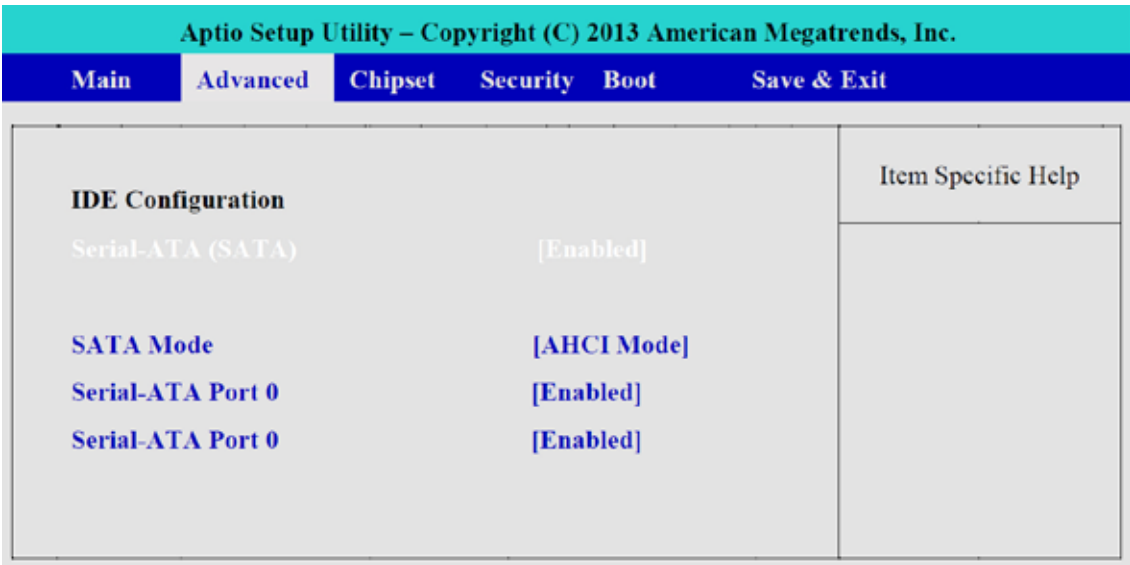 Aptio Setup Utility – Copyright (C) 2013 American Megatrends, Inc.
Main Advanced Chipset Security Boot Save & Exit
IDE Configuration
Item Specific Help
Serial-ATA (SATA) [Enabled]
SATA Mode [AHCI Mode]
Serial-ATA Port 0 [Enabled]
Serial-ATA Port 0 [Enabled]